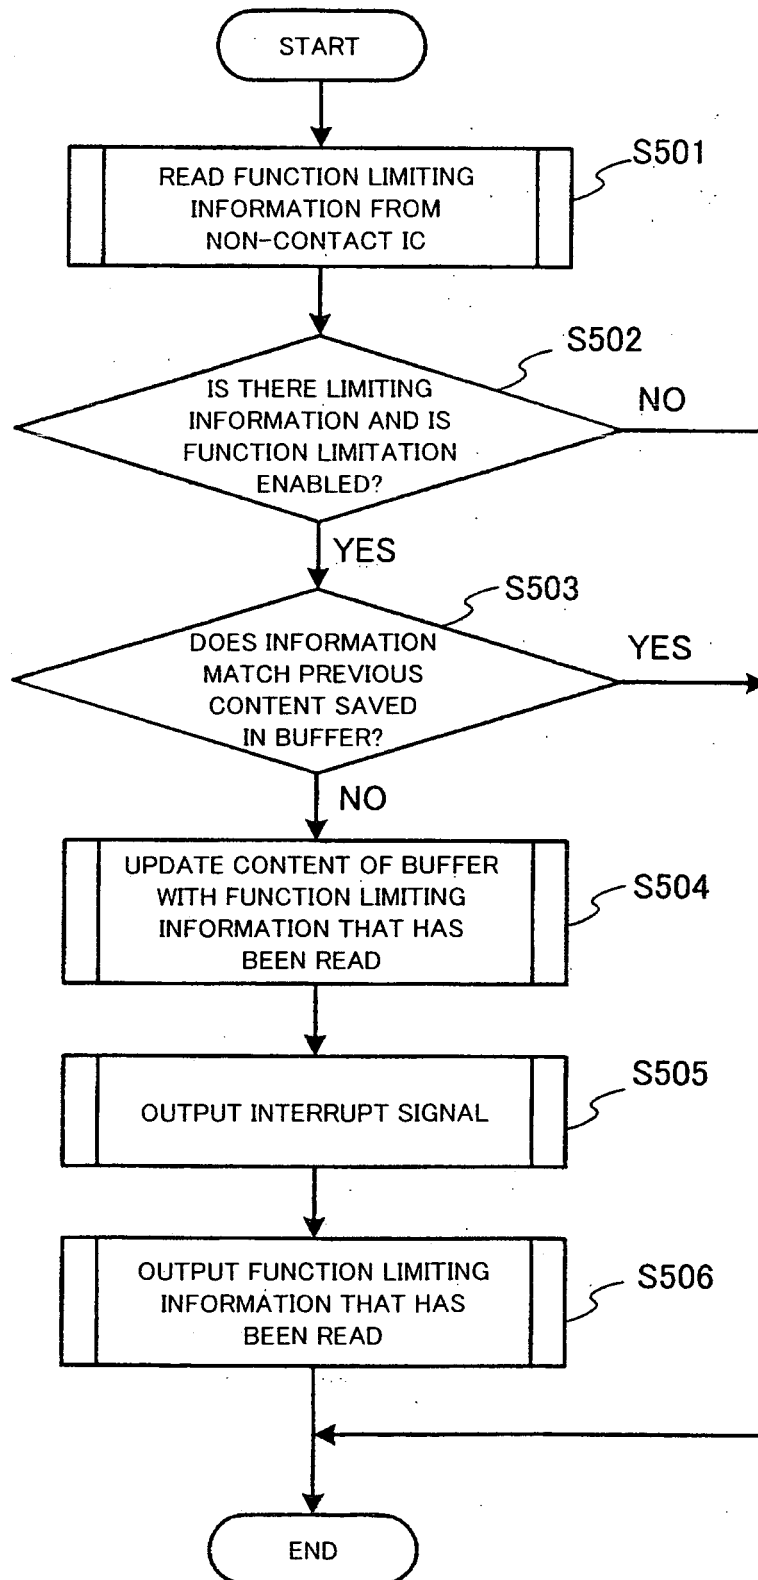 START
S501
READ FUNCTION LIMITING
INFORMATION FROM
NON-CONTACT IC
S502
IS THERE LIMITING
INFORMATION AND IS
FUNCTION LIMITATION
ENABLED?
NO
YES
S503
DOES INFORMATION
MATCH PREVIOUS
CONTENT SAVED
IN BUFFER?
YES
NO
UPDATE CONTENT OF BUFFER
WITH FUNCTION LIMITING
INFORMATION THAT HAS
BEEN READ
S504
OUTPUT INTERRUPT SIGNAL
S505
OUTPUT FUNCTION LIMITING
INFORMATION THAT HAS
BEEN READ
S506
END